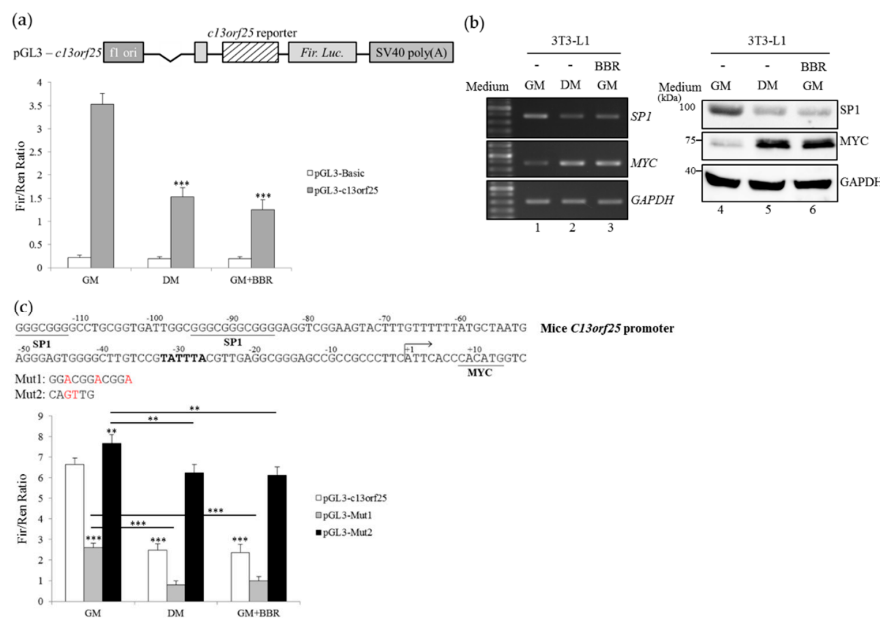 (a)
c13orf25 reporter
pGL3 – c13orf25 f1 ori Fir. Luc. SV40 poly(A)
Fir/Ren Ratio
4
3.5
3
2.5
2
1.5
1
0.5
0
*** ***
GM DM GM+BBR
pGL3-Basic
pGL3-c13orf25
(b)
3T3-L1
- - BBR
Medium GM DM GM
SP1
MYC
GAPDH
1 2 3
3T3-L1
- - BBR
Medium GM DM GM
(kDa)
100 SP1
75 MYC
40
GAPDH
4 5 6
(c)
-110 -100 -90 -80 -70 -60
GGGCGGGGCCTGCGGTGATTGGCGGGCGGGCGGGGAGGTCGGAAGTACTTTGTTTTTTATGCTAATG Mice C13orf25 promoter
SP1 SP1
-50 -40 -30 -20 -10 +1 +10
AGGGAGTGGGGCTTGTCCGTATTTACGTTGAGGCGGGAGCCGCCGCCCTTCATTCACCCACATGGTC
MYC
Mut1: GGACGGACGGA
Mut2: CAGTTG
Fir/Ren Ratio
9
8
7
6
5
4
3
2
1
0
**
**
**
***
***
*** *** ***
GM DM GM+BBR
pGL3-c13orf25
pGL3-Mut1
pGL3-Mut2